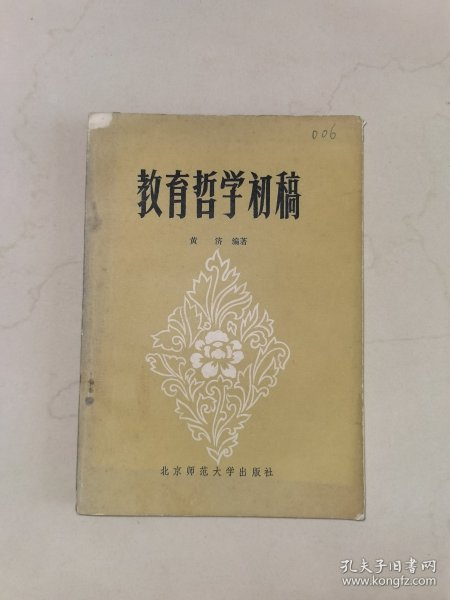 006
教育哲学初稿
黄济 编著
北京师范大学出版社
孔夫子旧书网
www.kongfz.com